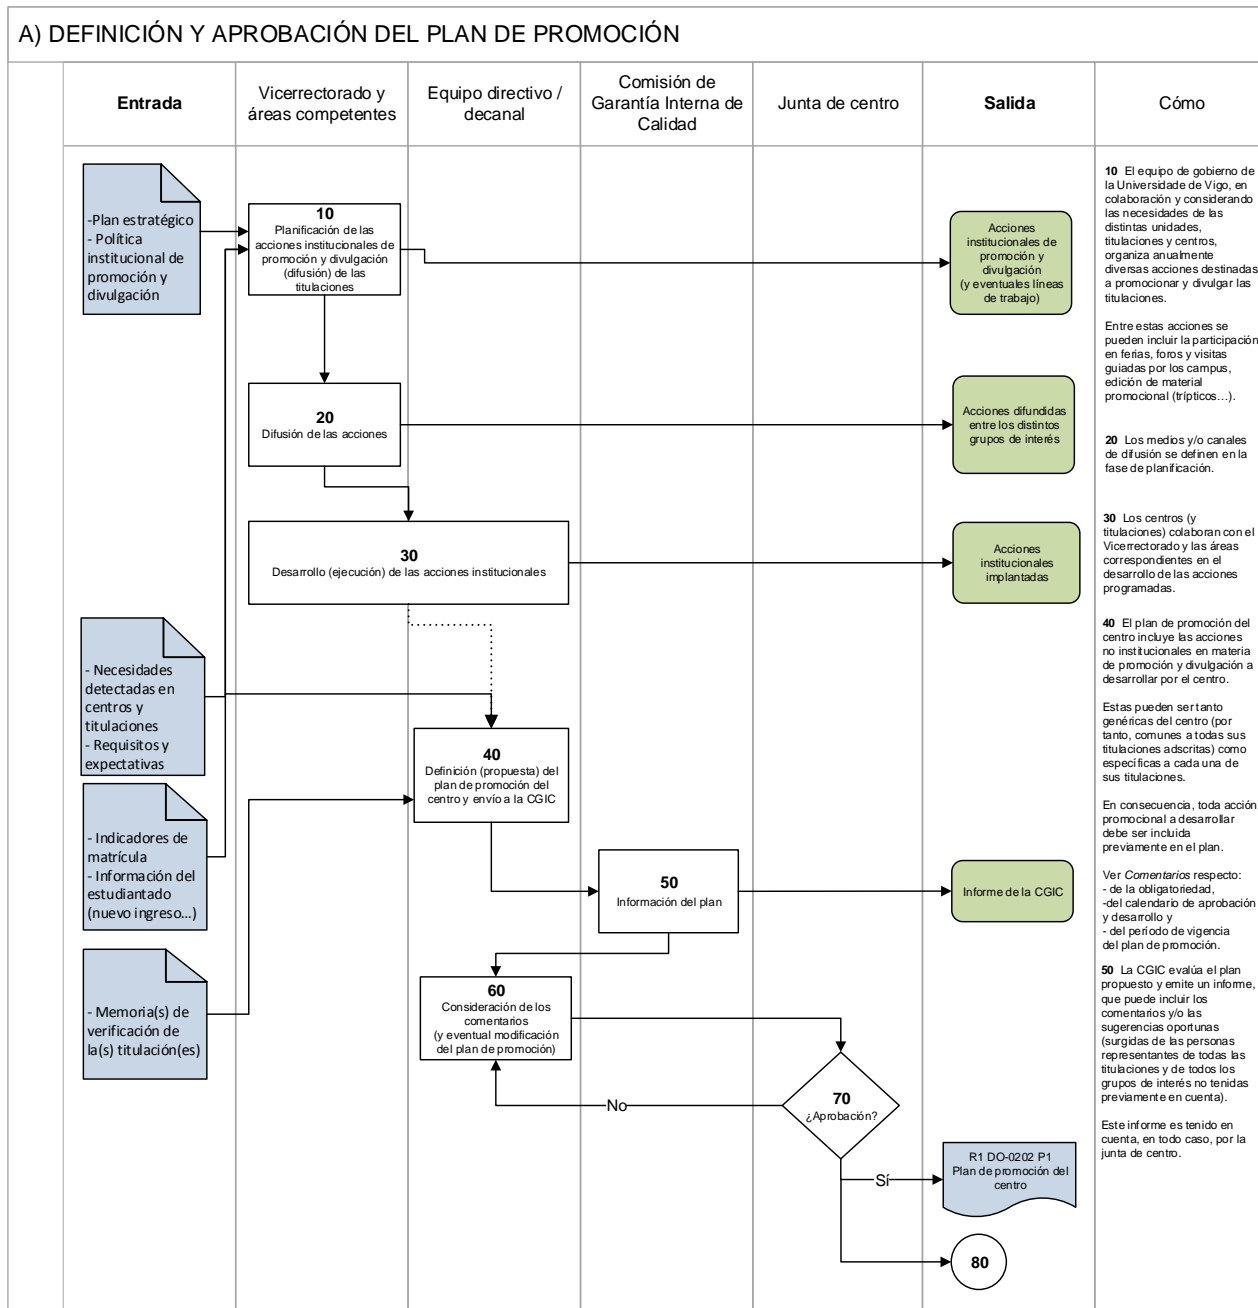 A) DEFINICIÓN Y APROBACIÓN DEL PLAN DE PROMOCIÓN
Entrada
Vicerrectorado y
áreas competentes
Equipo directivo /
decanal
Comisión de
Garantía Interna de
Calidad
Junta de centro
Salida
Cómo
-Plan estratégico
- Política
institucional de
promoción y
divulgación
10
Planificación de las
acciones institucionales de
promoción y divulgación
(difusión) de las
titulaciones
Acciones
institucionales de
promoción y
divulgación
(y eventuales líneas
de trabajo)
20
Difusión de las acciones
Acciones difundidas
entre los distintos
grupos de interés
30
Desarrollo (ejecución) de las acciones institucionales
Acciones
institucionales
implantadas
- Necesidades
detectadas en
centros y
titulaciones
- Requisitos y
expectativas
40
Definición (propuesta) del
plan de promoción del
centro y envío a la CGIC
- Indicadores de
matrícula
- Información del
estudiantado
(nuevo ingreso...)
50
Información del plan
Informe de la CGIC
- Memoria(s) de
verificación de
la(s) titulación(es)
60
Consideración de los
comentarios
(y eventual modificación
del plan de promoción)
70
¿Aprobación?
No
Sí
R1 DO-0202 P1
Plan de promoción del
centro
80
10 El equipo de gobierno de
la Universidade de Vigo, en
colaboración y considerando
las necesidades de las
distintas unidades,
titulaciones y centros,
organiza anualmente
diversas acciones destinadas
a promocionar y divulgar las
titulaciones.
Entre estas acciones se
pueden incluir la participación
en ferias, foros y visitas
guiadas por los campus,
edición de material
promocional (trípticos...).
20 Los medios y/o canales
de difusión se definen en la
fase de planificación.
30 Los centros (y
titulaciones) colaboran con el
Vicerrectorado y las áreas
correspondientes en el
desarrollo de las acciones
programadas.
40 El plan de promoción del
centro incluye las acciones
no institucionales en materia
de promoción y divulgación a
desarrollar por el centro.
Estas pueden ser tanto
genéricas del centro (por
tanto, comunes a todas sus
titulaciones adscritas) como
específicas a cada una de
sus titulaciones.
En consecuencia, toda acción
promocional a desarrollar
debe ser incluida
previamente en el plan.
Ver Comentarios respecto:
- de la obligatoriedad,
-del calendario de aprobación
y desarrollo y
- del período de vigencia
del plan de promoción.
50 La CGIC evalúa el plan
propuesto y emite un informe,
que puede incluir los
comentarios y/o las
sugerencias oportunas
(surgidas de las personas
representantes de todas las
titulaciones y de todos los
grupos de interés no tenidas
previamente en cuenta).
Este informe es tenido en
cuenta, en todo caso, por la
junta de centro.